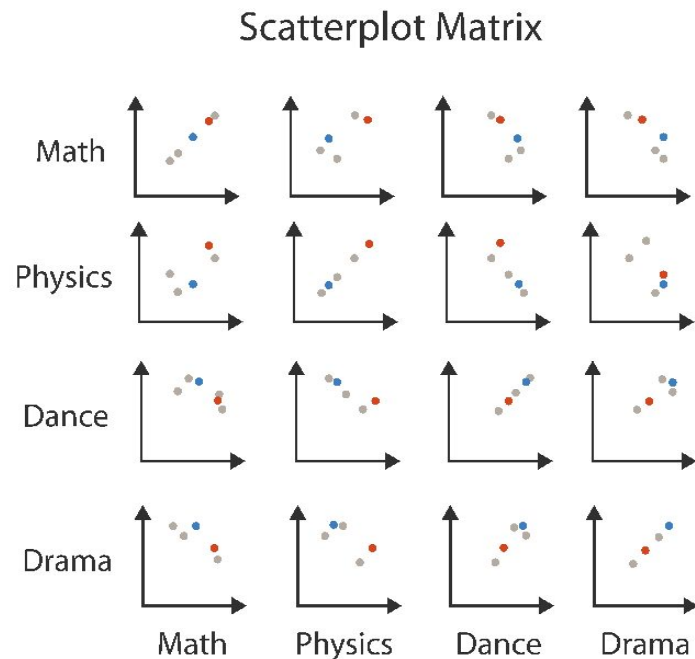 Scatterplot Matrix
Math
Physics
Dance
Drama
Math Physics Dance Drama